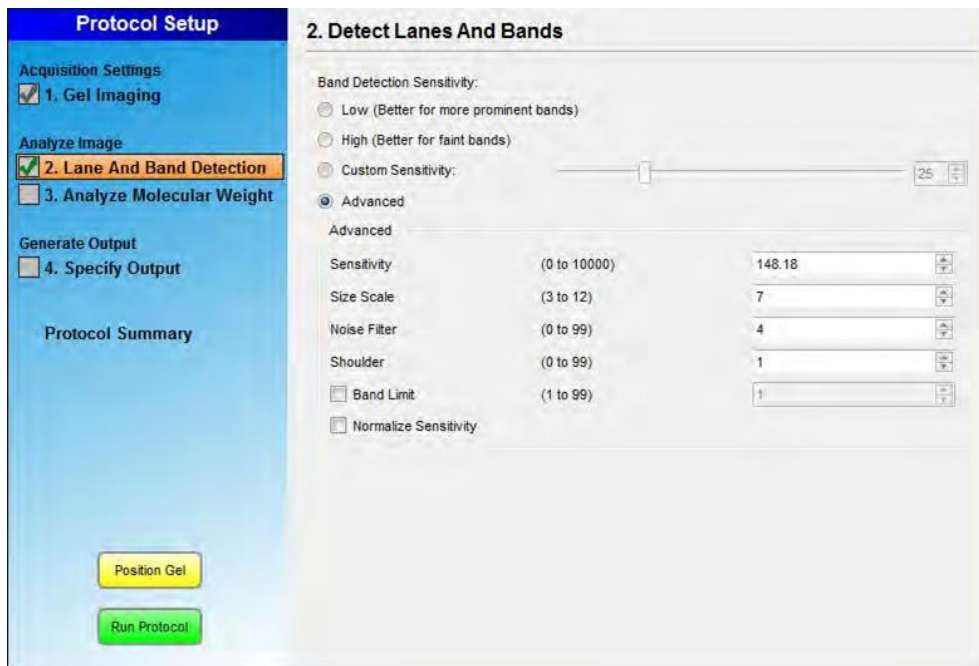 Protocol Setup
Acquisition Settings
1. Gel Imaging
Analyze Image
2. Lane And Band Detection
3. Analyze Molecular Weight
Generate Output
4. Specify Output
Protocol Summary
Position Gel
Run Protocol
2. Detect Lanes And Bands
Band Detection Sensitivity:
Low (Better for more prominent bands)
High (Better for faint bands)
Custom Sensitivity: 25
Advanced
Advanced
Sensitivity (0 to 10000) 148.18
Size Scale (3 to 12) 7
Noise Filter (0 to 99) 4
Shoulder (0 to 99) 1
Band Limit (1 to 99) 1
Normalize Sensitivity